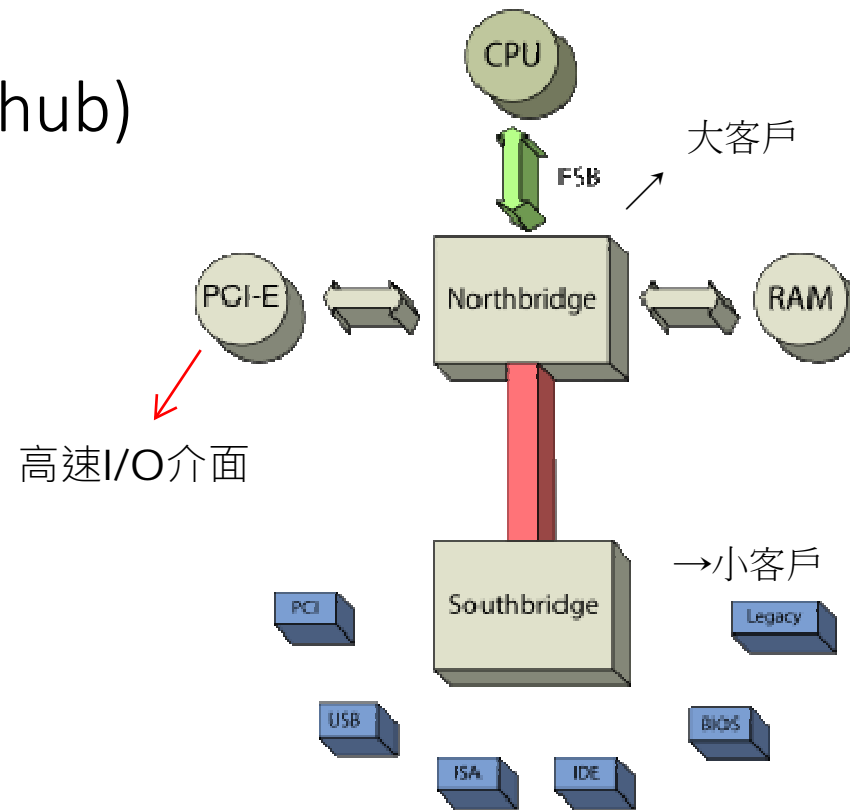 CPU
hub)
大客戶
FSB
PCI-E
Northbridge
RAM
高速I/O介面
→小客戶
Southbridge
PCI
Legacy
USB
BIOS
ISA
IDE